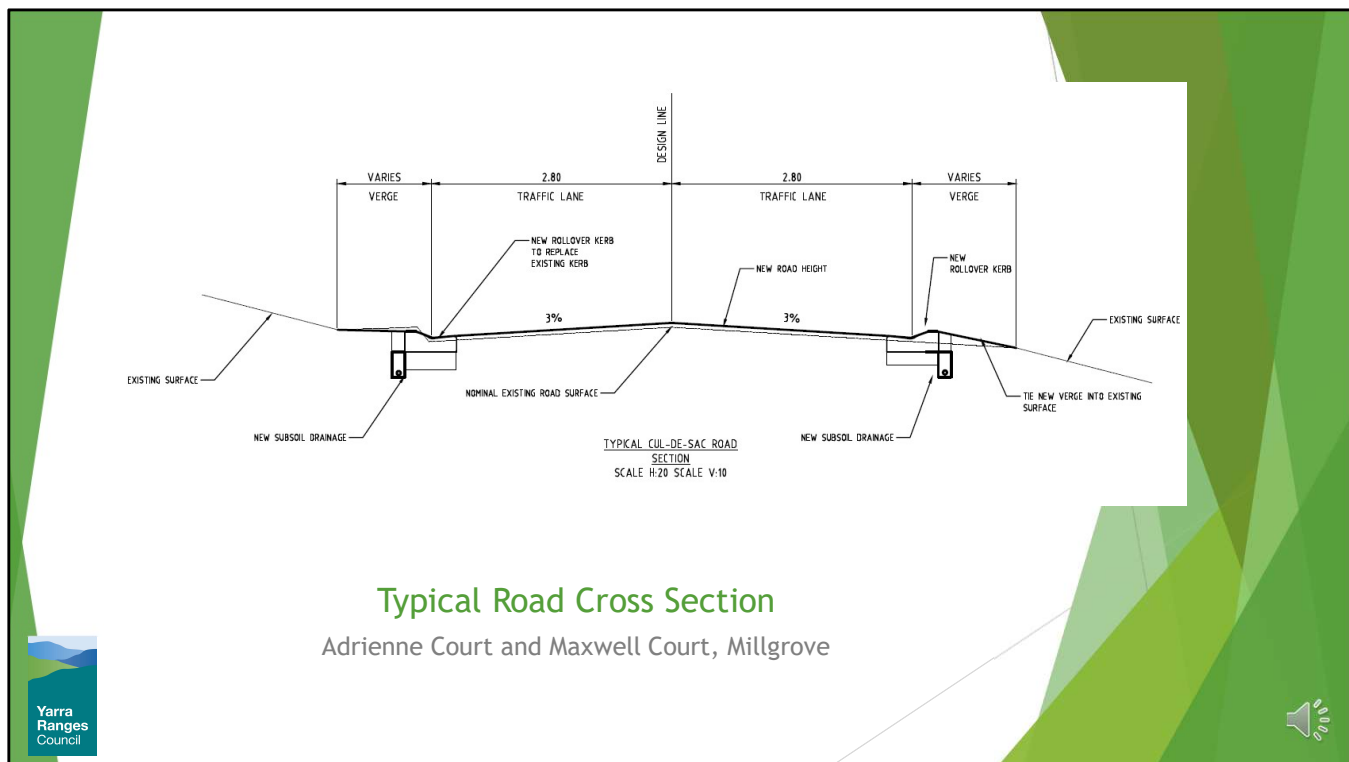 DESIGN LINE
VARIES
2.80
2.80
VARIES
VERGE
TRAFFIC LANE
TRAFFIC LANE
VERGE
NEW ROLLOVER KERB
TO REPLACE
EXISTING KERB
NEW ROAD HEIGHT
NEW
ROLLOVER KERB
3%
3%
EXISTING SURFACE
EXISTING SURFACE
NOMINAL EXISTING ROAD SURFACE
TIE NEW VERGE INTO EXISTING
SURFACE
NEW SUBSOIL DRAINAGE
NEW SUBSOIL DRAINAGE
TYPICAL CUL-DE-SAC ROAD
SECTION
SCALE H:20 SCALE V:10
Typical Road Cross Section
Adrienne Court and Maxwell Court, Millgrove
Yarra
Ranges
Council